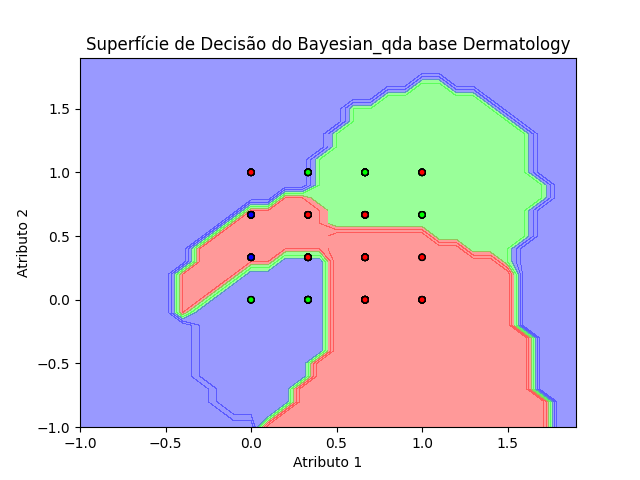 Superfície de Decisão do Bayesian_qda base Dermatology
1.5
1.0
0.5
0.0
−0.5
−1.0
Atributo 2
−1.0 −0.5 0.0 0.5 1.0 1.5
Atributo 1